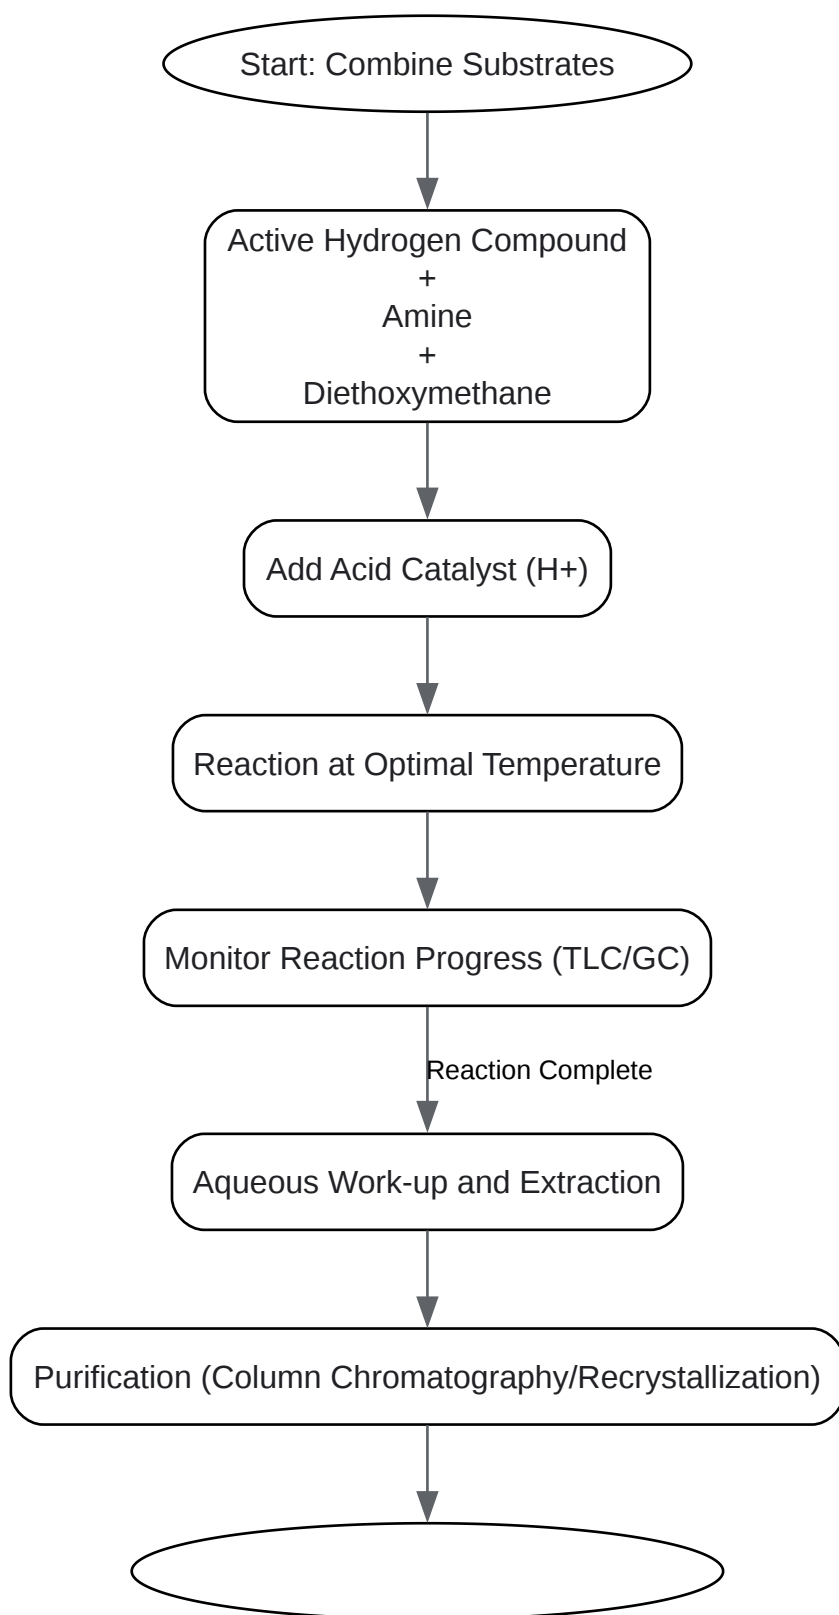 Start: Combine Substrates
Active Hydrogen Compound
+
Amine
+
Diethoxymethane
Add Acid Catalyst (H+)
Reaction at Optimal Temperature
Monitor Reaction Progress (TLC/GC)
Reaction Complete
Aqueous Work-up and Extraction
Purification (Column Chromatography/Recrystallization)